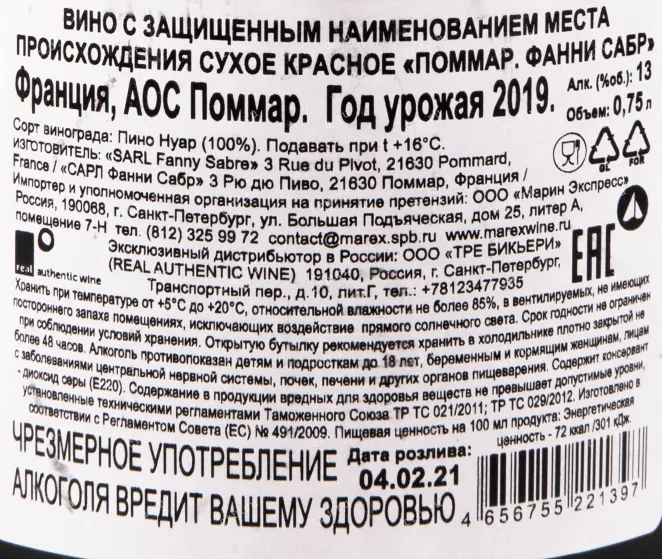 ВИНО С ЗАЩИЩЕННЫМ НАИМЕНОВАНИЕМ МЕСТА
ПРОИСХОЖДЕНИЯ СУХОЕ КРАСНОЕ «ПОММАР. ФАННИ САБР»
Франция, АОС Поммар. Год урожая 2019.
Алк. (%об.): 13
Объем: 0,75л
Сорт винограда: Пино Нуар (100%). Подавать при t +16°C.
изготовитель: «SARL Fanny Sabre» 3 Rue du Pivot, 21630 Pommard,
France / «САРЛ Фанни Сабр» 3 Рю дю Пиво, 21630 Поммар, Франция /
Импортер и уполномоченная организация на принятие претензий: ООО «Марин Экспресс»
Россия, 190068, г. Санкт-Петербург, ул. Большая Подъяческая, дом 25, литер А,
помещение 7-Н тел. (812) 325 99 72 contact@marex.spb.ru www.marexwine.ru
GL
FOR
real authentic wine
Эксклюзивный дистрибьютор в России: ООО «ТРЕ БИКЬЕРИ»
(REAL AUTHENTIC WINE) 191040, Россия, г. Санкт-Петербург,
Транспортный пер., д.10, лит.Г, тел.: +78123477935
EAC
Хранить при температуре от +5°C до +20°C, относительной влажности не более 85%, в вентилируемых, не имеющих
постороннего запаха помещениях, исключающих воздействие прямого солнечного света. Срок годности не ограничен
при соблюдении условий хранения. Открытую бутылку рекомендуется хранить в холодильнике плотно закрытой не
более 48 часов. Алкоголь противопоказан детям и подросткам до 18 лет, беременным и кормящим женщинам, лицам
с заболеваниями центральной нервной системы, почек, печени и других органов пищеварения. Содержит консервант
- диоксид серы (Е220). Содержание в продукции вредных для здоровья веществ не превышает допустимые уровни,
установленные техническими регламентами Таможенного Союза ТР ТС 021/2011; ТР ТС 029/2012. Изготовлено в
соответствии с Регламентом Совета (ЕС) № 491/2009. Пищевая ценность на 100 мл продукта: Энергетическая
ценность - 72 ккал /301 кДж.
ЧРЕЗМЕРНОЕ УПОТРЕБЛЕНИЕ
АЛКОГОЛЯ ВРЕДИТ ВАШЕМУ ЗДОРОВЬЮ
Дата розлива:
04.02.21
4 656755 221397